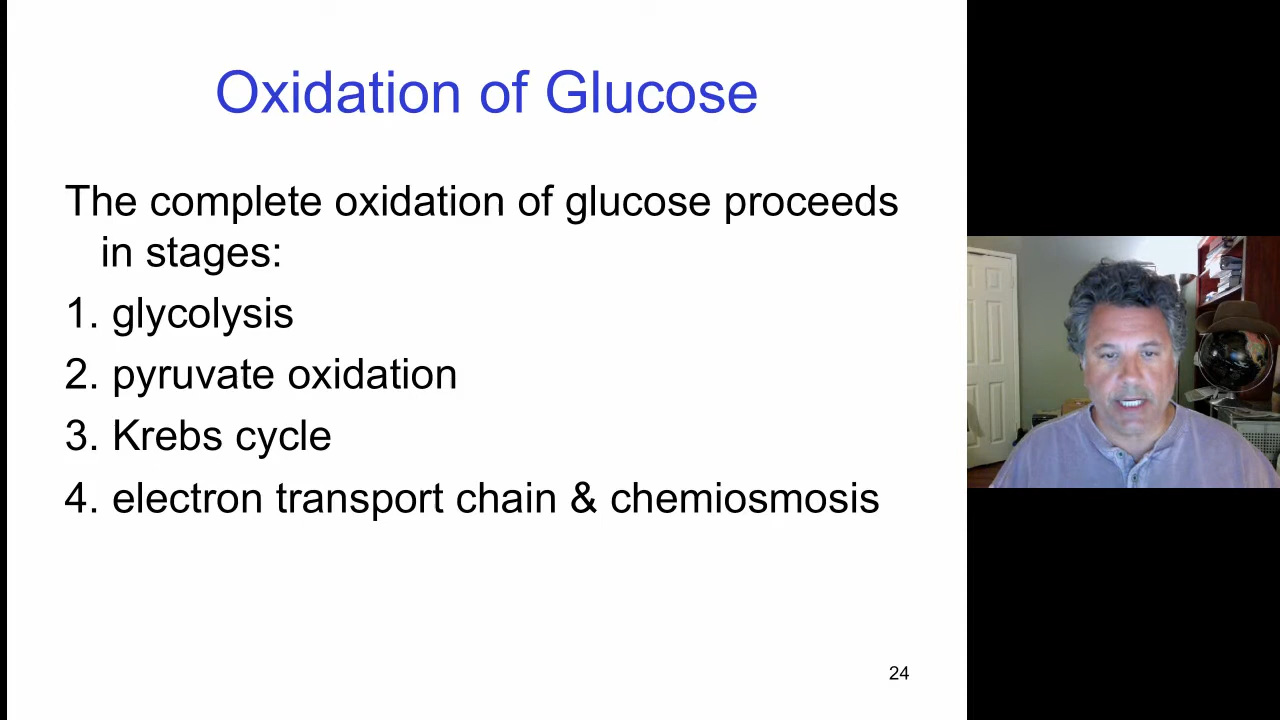 Oxidation of Glucose
The complete oxidation of glucose proceeds
in stages:
1. glycolysis
2. pyruvate oxidation
3. Krebs cycle
4. electron transport chain & chemiosmosis
24